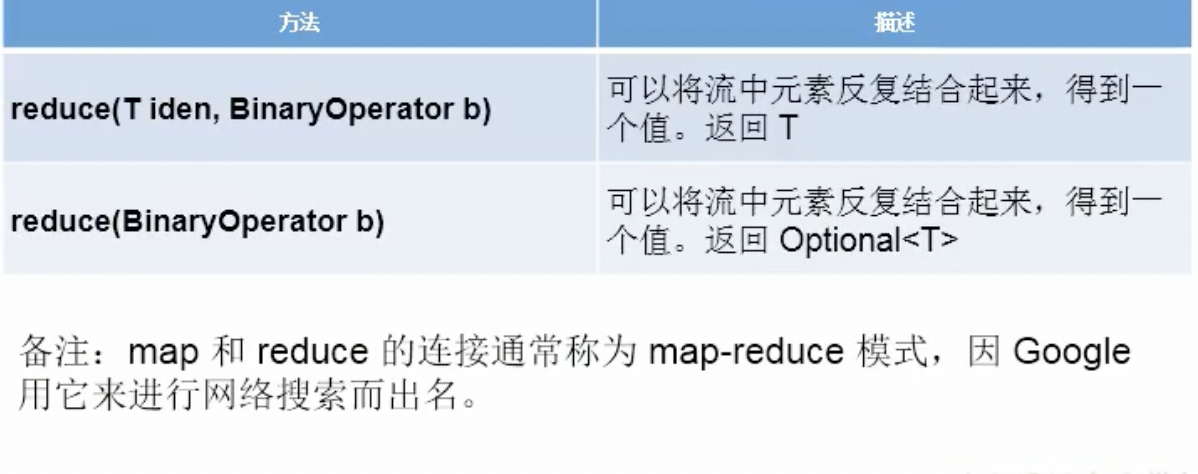 方法
描述
reduce(T iden, BinaryOperator b)
可以将流中元素反复结合起来，得到一
个值。返回 T
reduce(BinaryOperator b)
可以将流中元素反复结合起来，得到一
个值。返回 Optional<T>
备注：map 和 reduce 的连接通常称为 map-reduce 模式，因 Google
用它来进行网络搜索而出名。